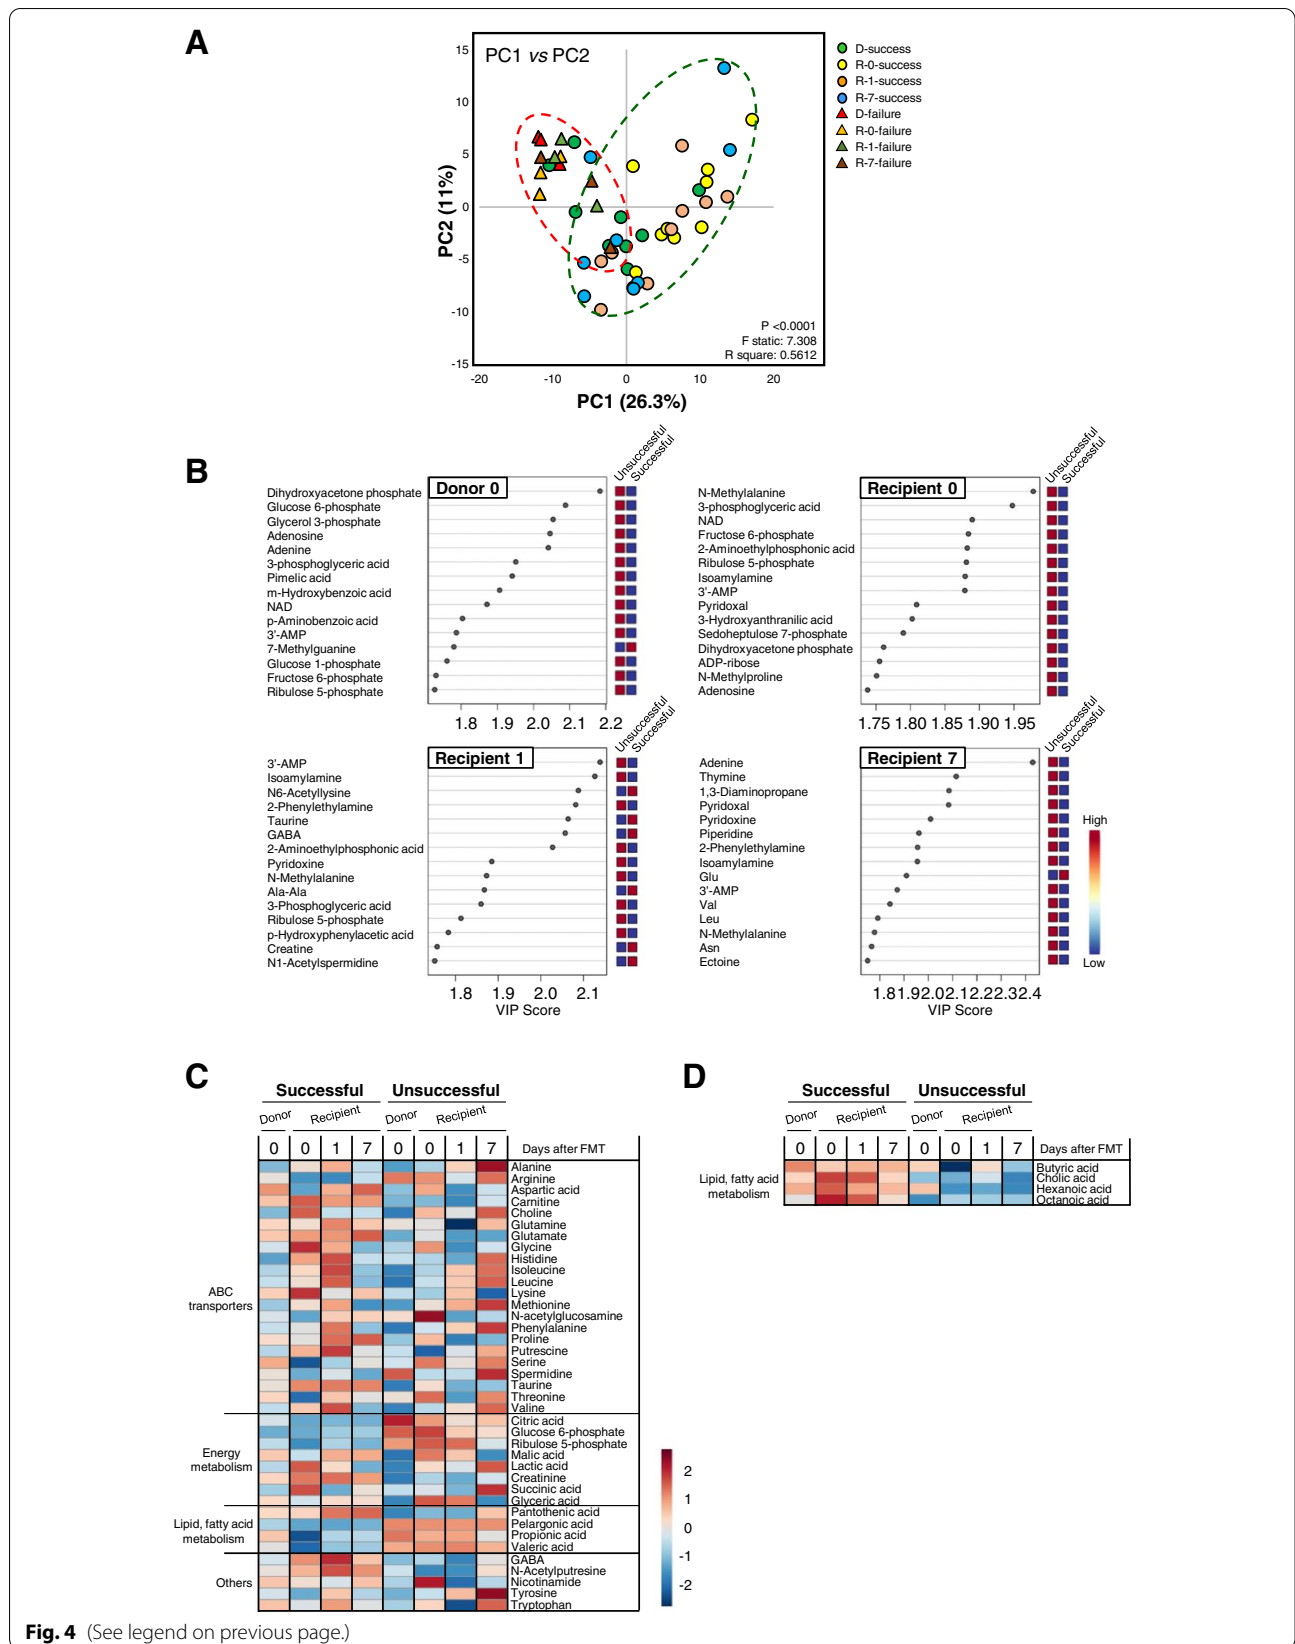 A
PC1 vs PC2
15
10
5
0
-5
-10
-15
-20
-10
0
10
20
PC2 (11%)
PC1 (26.3%)
P <0.0001
F static: 7.308
R square: 0.5612
D-success
R-0-success
R-1-success
R-7-success
D-failure
R-0-failure
R-1-failure
R-7-failure
B
Donor 0
Unsuccessful
Successful
Dihydroxyacetone phosphate
Glucose 6-phosphate
Glycerol 3-phosphate
Adenosine
Adenine
3-phosphoglyceric acid
Pimelic acid
m-Hydroxybenzoic acid
NAD
p-Aminobenzoic acid
3'-AMP
7-Methylguanine
Glucose 1-phosphate
Fructose 6-phosphate
Ribulose 5-phosphate
1.8 1.9 2.0 2.1 2.2
Recipient 0
Unsuccessful
Successful
N-Methylalanine
3-phosphoglyceric acid
NAD
Fructose 6-phosphate
2-Aminoethylphosphonic acid
Ribulose 5-phosphate
Isoamylamine
3'-AMP
Pyridoxal
3-Hydroxyanthranilic acid
Sedoheptulose 7-phosphate
Dihydroxyacetone phosphate
ADP-ribose
N-Methylproline
Adenosine
1.75 1.80 1.85 1.90 1.95
Recipient 1
Unsuccessful
Successful
3'-AMP
Isoamylamine
N6-Acetyllysine
2-Phenylethylamine
Taurine
GABA
2-Aminoethylphosphonic acid
Pyridoxine
N-Methylalanine
Ala-Ala
3-Phosphoglyceric acid
Ribulose 5-phosphate
p-Hydroxyphenylacetic acid
Creatine
N1-Acetylspermidine
1.8 1.9 2.0 2.1
VIP Score
Recipient 7
Unsuccessful
Successful
Adenine
Thymine
1,3-Diaminopropane
Pyridoxal
Pyridoxine
Piperidine
2-Phenylethylamine
Isoamylamine
Glu
3'-AMP
Val
Leu
N-Methylalanine
Asn
Ectoine
1.81.92.02.12.22.32.4
VIP Score
High
Low
C
Successful Unsuccessful
Donor Recipient Donor Recipient
0 0 1 7 0 0 1 7 Days after FMT
ABC
transporters
Alanine
Arginine
Aspartic acid
Carnitine
Choline
Glutamine
Glutamate
Glycine
Histidine
Isoleucine
Leucine
Lysine
Methionine
N-acetylglucosamine
Phenylalanine
Proline
Putrescine
Serine
Spermidine
Taurine
Threonine
Valine
Energy
metabolism
Citric acid
Glucose 6-phosphate
Ribulose 5-phosphate
Malic acid
Lactic acid
Creatinine
Succinic acid
Glyceric acid
Lipid, fatty acid
metabolism
Pantothenic acid
Pelargonic acid
Propionic acid
Valeric acid
Others
GABA
N-Acetylputresine
Nicotinamide
Tyrosine
Tryptophan
2
1
0
-1
-2
D
Successful Unsuccessful
Donor Recipient Donor Recipient
0 0 1 7 0 0 1 7 Days after FMT
Lipid, fatty acid
metabolism
Butyric acid
Cholic acid
Hexanoic acid
Octanoic acid
Fig. 4 (See legend on previous page.)